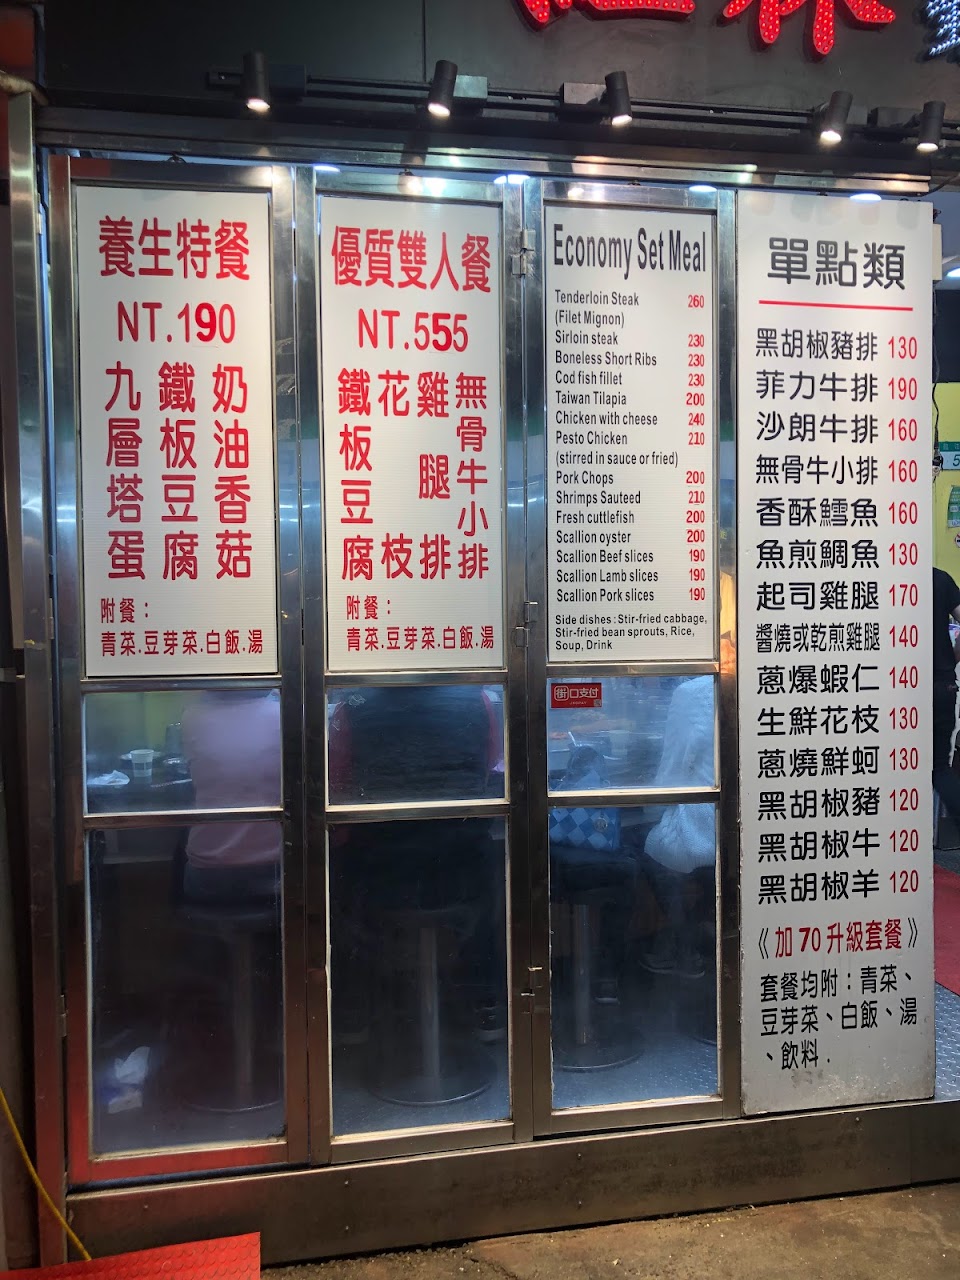 養生特餐
NT.190
奶油香菇
鐵板豆腐
九層塔蛋
附餐：
青菜.豆芽菜.白飯.湯
優質雙人餐
NT.555
無骨牛小排
雞腿排
花枝
鐵板豆腐
附餐：
青菜.豆芽菜.白飯.湯
Economy Set Meal
Tenderloin Steak 260
(Filet Mignon)
Sirloin steak 230
Boneless Short Ribs 230
Cod fish fillet 230
Taiwan Tilapia 200
Chicken with cheese 240
Pesto Chicken 210
(stirred in sauce or fried)
Pork Chops 200
Shrimps Sauteed 210
Fresh cuttlefish 200
Scallion oyster 200
Scallion Beef slices 190
Scallion Lamb slices 190
Scallion Pork slices 190
Side dishes : Stir-fried cabbage,
Stir-fried bean sprouts, Rice,
Soup, Drink
街口支付
單點類
黑胡椒豬排 130
菲力牛排 190
沙朗牛排 160
無骨牛小排 160
香酥鱈魚 160
魚煎鯛魚 130
起司雞腿 170
醬燒或乾煎雞腿 140
蔥爆蝦仁 140
生鮮花枝 130
蔥燒鮮蚵 130
黑胡椒豬 120
黑胡椒牛 120
黑胡椒羊 120
《加70升級套餐》
套餐均附：青菜、
豆芽菜、白飯、湯
、飲料.